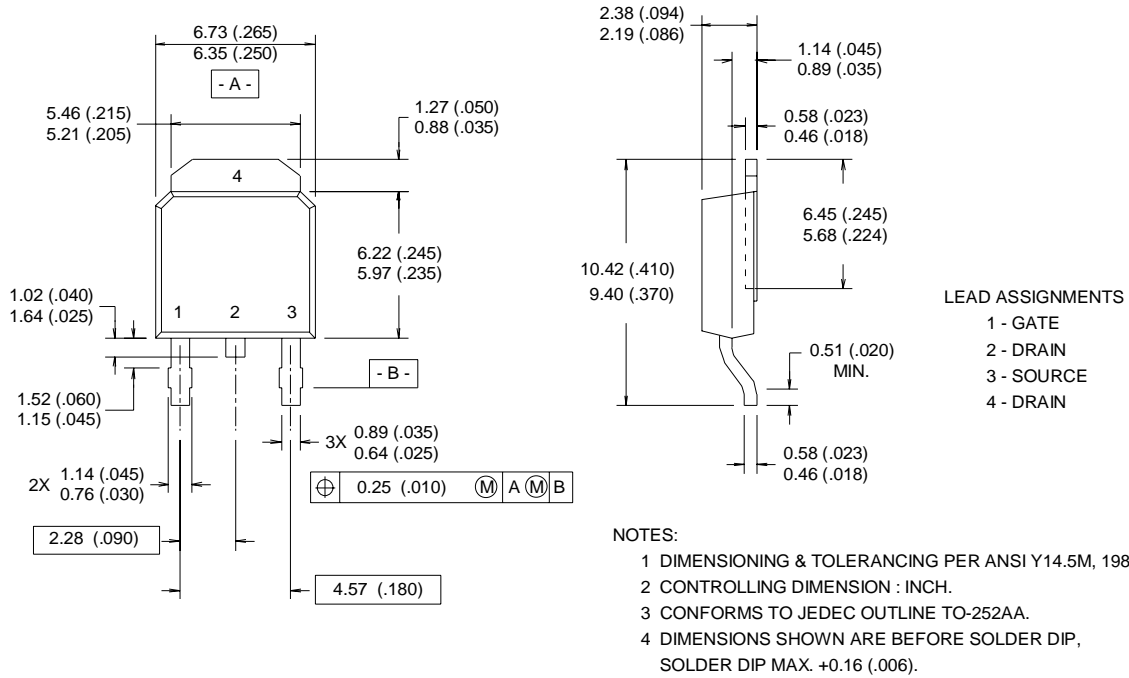 6.73 (.265)
6.35 (.250)
- A -
5.46 (.215)
5.21 (.205)
1.27 (.050)
0.88 (.035)
4
6.22 (.245)
5.97 (.235)
1.02 (.040)
1.64 (.025)
1 2 3
- B -
1.52 (.060)
1.15 (.045)
3X 0.89 (.035)
0.64 (.025)
2X 1.14 (.045)
0.76 (.030)
⌖ 0.25 (.010) Ⓜ A Ⓜ B
2.28 (.090)
4.57 (.180)
2.38 (.094)
2.19 (.086)
1.14 (.045)
0.89 (.035)
0.58 (.023)
0.46 (.018)
6.45 (.245)
5.68 (.224)
10.42 (.410)
9.40 (.370)
0.51 (.020)
MIN.
0.58 (.023)
0.46 (.018)
LEAD ASSIGNMENTS
1 - GATE
2 - DRAIN
3 - SOURCE
4 - DRAIN
NOTES:
1 DIMENSIONING & TOLERANCING PER ANSI Y14.5M, 198
2 CONTROLLING DIMENSION : INCH.
3 CONFORMS TO JEDEC OUTLINE TO-252AA.
4 DIMENSIONS SHOWN ARE BEFORE SOLDER DIP,
SOLDER DIP MAX. +0.16 (.006).